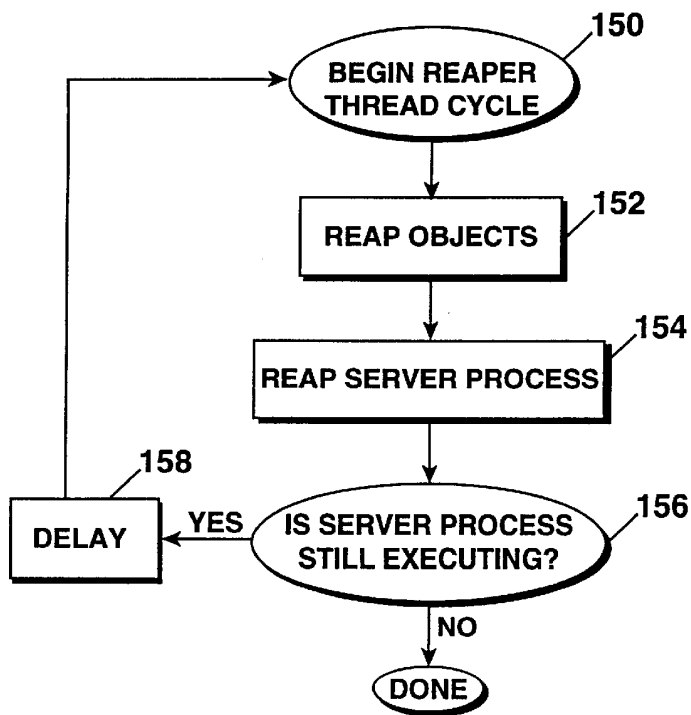 150
BEGIN REAPER
THREAD CYCLE
152
REAP OBJECTS
154
REAP SERVER PROCESS
158
DELAY
YES
IS SERVER PROCESS
STILL EXECUTING?
156
NO
DONE